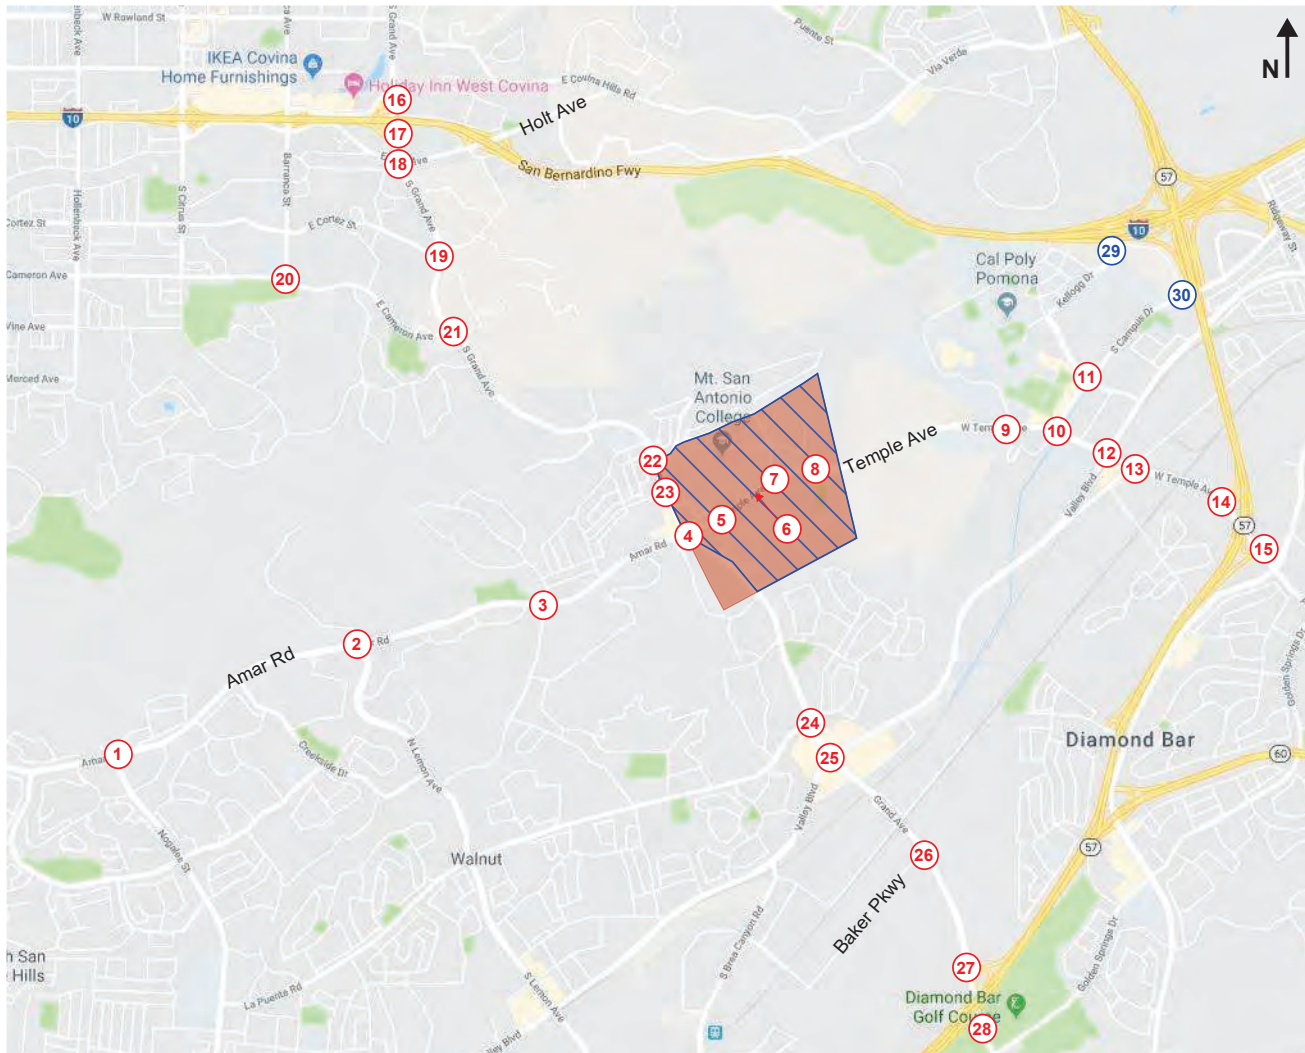 W Rowland St
S Grand Ave
Puente St
N
IKEA Covina
Home Furnishings
Via Verde
E Covina Hills Rd
Holiday Inn West Covina
16
10
Holt Ave
17
18
San Bernardino Fwy
57
Barranca St
S Citrus St
Hollenbeck Ave
S Grand Ave
Ridgeway St
Cortez St
E Cortez St
10
29
19
Cal Poly
Pomona
Kellogg Dr
Cameron Ave
20
30
S Campus Dr
Vine Ave
E Cameron Ave
21
S Grand Ave
Merced Ave
Mt. San
Antonio
College
11
W Temple Ave
9
10
Temple Ave
22
12
13
8
7
W Temple Ave
23
Valley Blvd
14
5
6
57
4
15
Amar Rd
3
2
Amar Rd
Golden Springs Dr
24
Diamond Bar
1
Creekside Dr
N Lemon Ave
25
60
Valley Blvd
Grand Ave
Nogales St
Walnut
26
57
Baker Pkwy
S Brea Canyon Rd
Golden Springs Dr
h San
Hills
27
S Lemon Ave
La Puente Rd
Diamond Bar
Golf Course
28
ley Blvd